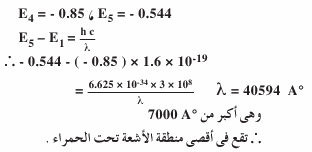 E₄ = - 0.85 ، E₅ = - 0.544
E₅ – E₁ = h c / λ
∴ - 0.544 - ( - 0.85 ) × 1.6 × 10⁻¹⁹
= 6.625 × 10⁻³⁴ × 3 × 10⁸ / λ λ = 40594 A°
وهى أكبر من 7000 A°
∴ تقع فى أقصى منطقة الأشعة تحت الحمراء .